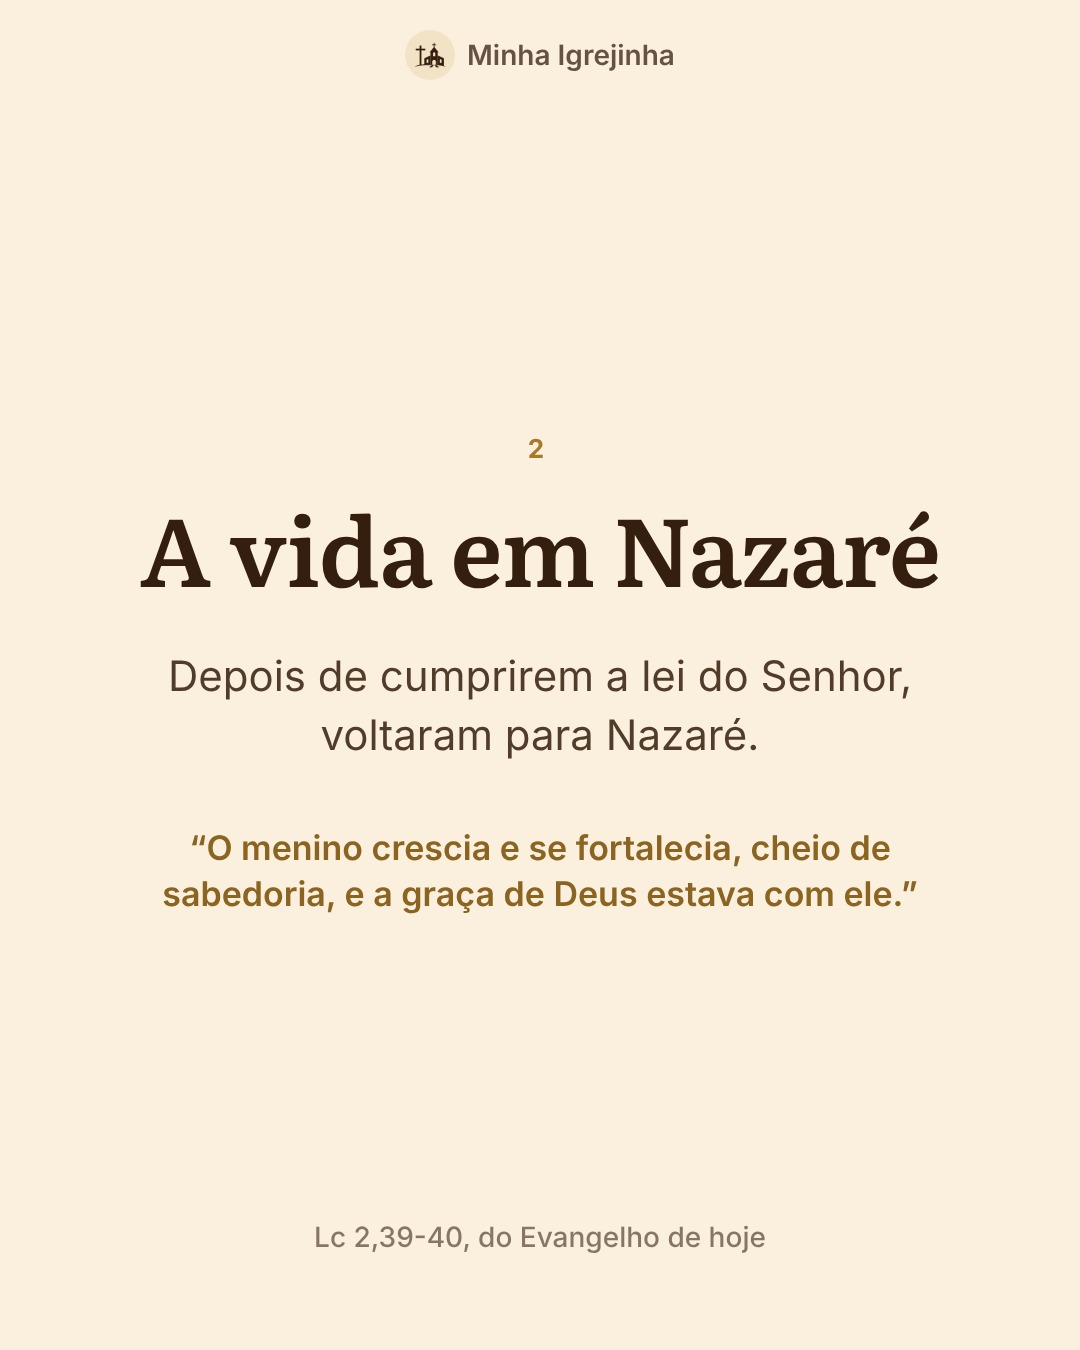 Minha Igrejinha
2
A vida em Nazaré
Depois de cumprirem a lei do Senhor,
voltaram para Nazaré.
“O menino crescia e se fortalecia, cheio de
sabedoria, e a graça de Deus estava com ele.”
Lc 2,39-40, do Evangelho de hoje